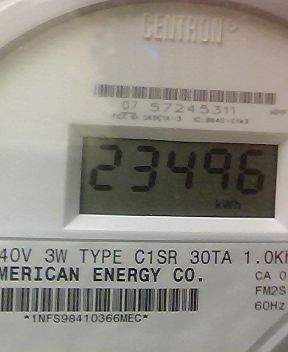 CENTRON®
07 57245311
23496
kWh
40V 3W TYPE C1SR 30TA 1.0Kh
MERICAN ENERGY CO.
CA 0
FM2S
60Hz
*1NFS98410366MEC*